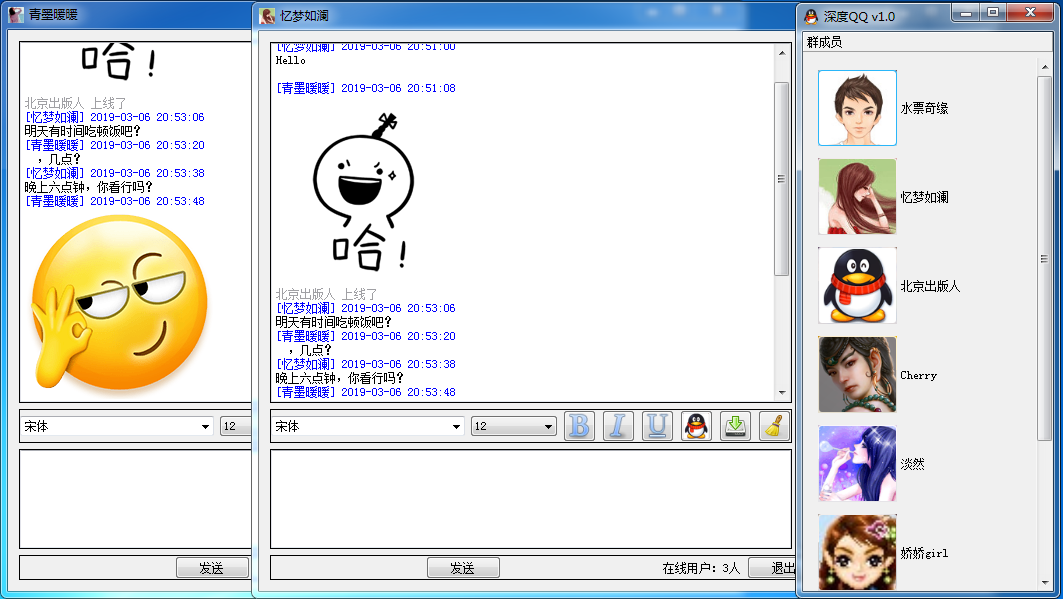 青墨暖暖
哈！
北京出版人 上线了
[忆梦如澜] 2019-03-06 20:53:06
明天有时间吃顿饭吧？
[青墨暖暖] 2019-03-06 20:53:20
，几点？
[忆梦如澜] 2019-03-06 20:53:38
晚上六点钟，你看行吗？
[青墨暖暖] 2019-03-06 20:53:48
宋体
12
发送
忆梦如澜
[忆梦如澜] 2019-03-06 20:51:00
Hello
[青墨暖暖] 2019-03-06 20:51:08
哈！
北京出版人 上线了
[忆梦如澜] 2019-03-06 20:53:06
明天有时间吃顿饭吧？
[青墨暖暖] 2019-03-06 20:53:20
，几点？
[忆梦如澜] 2019-03-06 20:53:38
晚上六点钟，你看行吗？
[青墨暖暖] 2019-03-06 20:53:48
宋体
12
B I U
发送
在线用户：3人
退出
深度QQ v1.0
群成员
水票奇缘
忆梦如澜
北京出版人
Cherry
淡然
娇娇girl